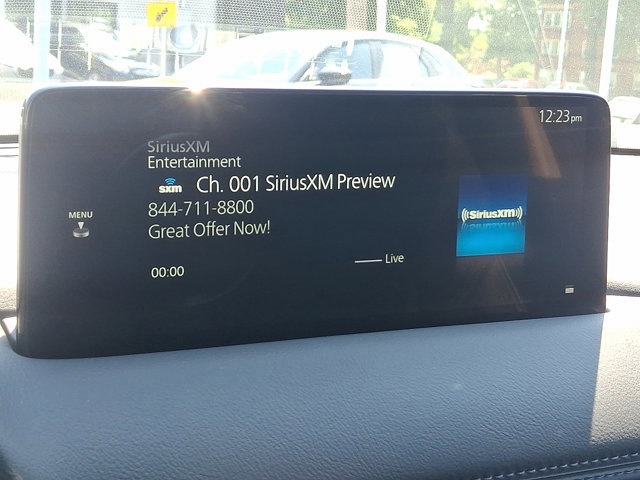 12:23pm
SiriusXM
Entertainment
sxm Ch. 001 SiriusXM Preview
844-711-8800
Great Offer Now!
MENU
SiriusXM
00:00
Live